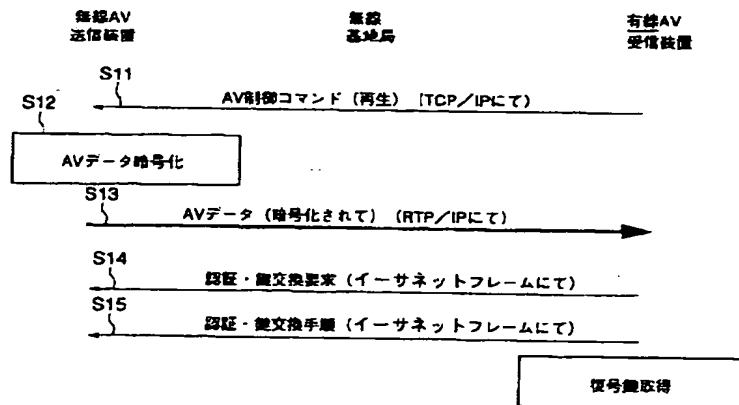 無線AV
送信装置
無線
基地局
有線AV
受信装置
S11
AV制御コマンド(再生) (TCP/IPにて)
S12
AVデータ暗号化
S13
AVデータ(暗号化されて) (RTP/IPにて)
S14
認証・鍵交換要求(イーサネットフレームにて)
S15
認証・鍵交換手順(イーサネットフレームにて)
復号鍵取得